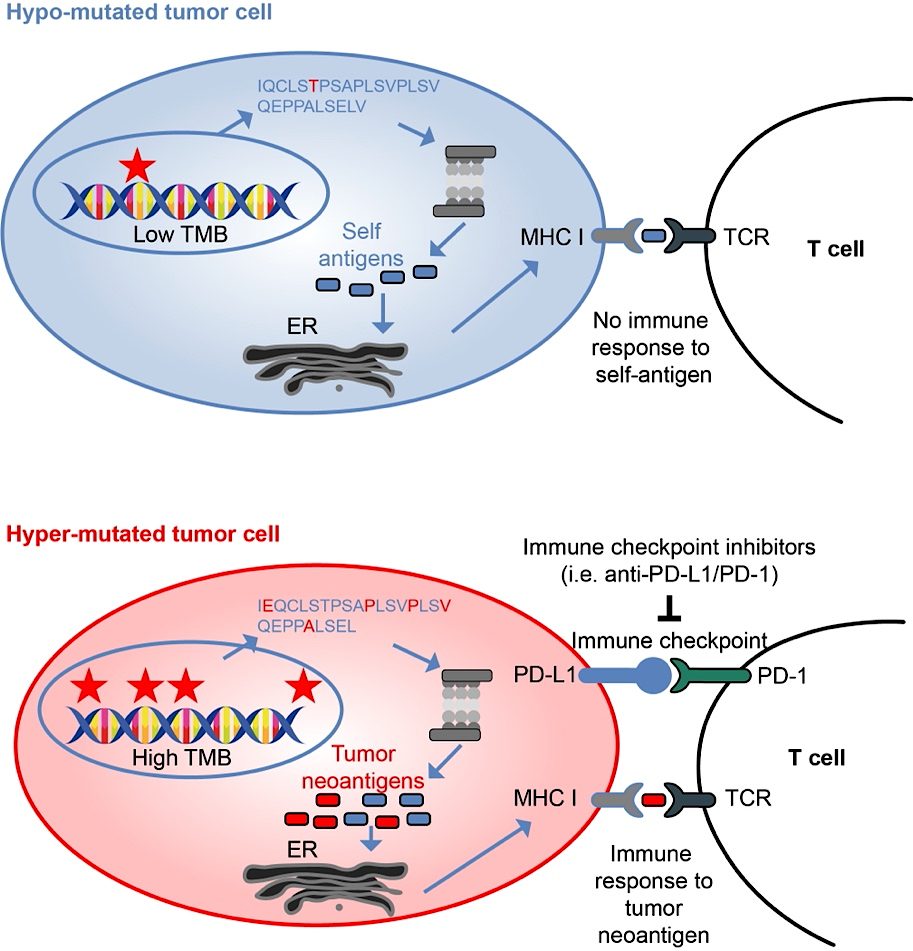 Hypo-mutated tumor cell
IQCLSTPSAPLSVPLSV
QEPPALSELV
Low TMB
Self
antigens
ER
MHC I
TCR
T cell
No immune
response to
self-antigen
Hyper-mutated tumor cell
Immune checkpoint inhibitors
(i.e. anti-PD-L1/PD-1)
Immune checkpoint
IEQCLSTPSAPLSVPLSV
QEPPALSEL
High TMB
PD-L1
PD-1
Tumor
neoantigens
ER
MHC I
TCR
T cell
Immune
response to
tumor
neoantigen